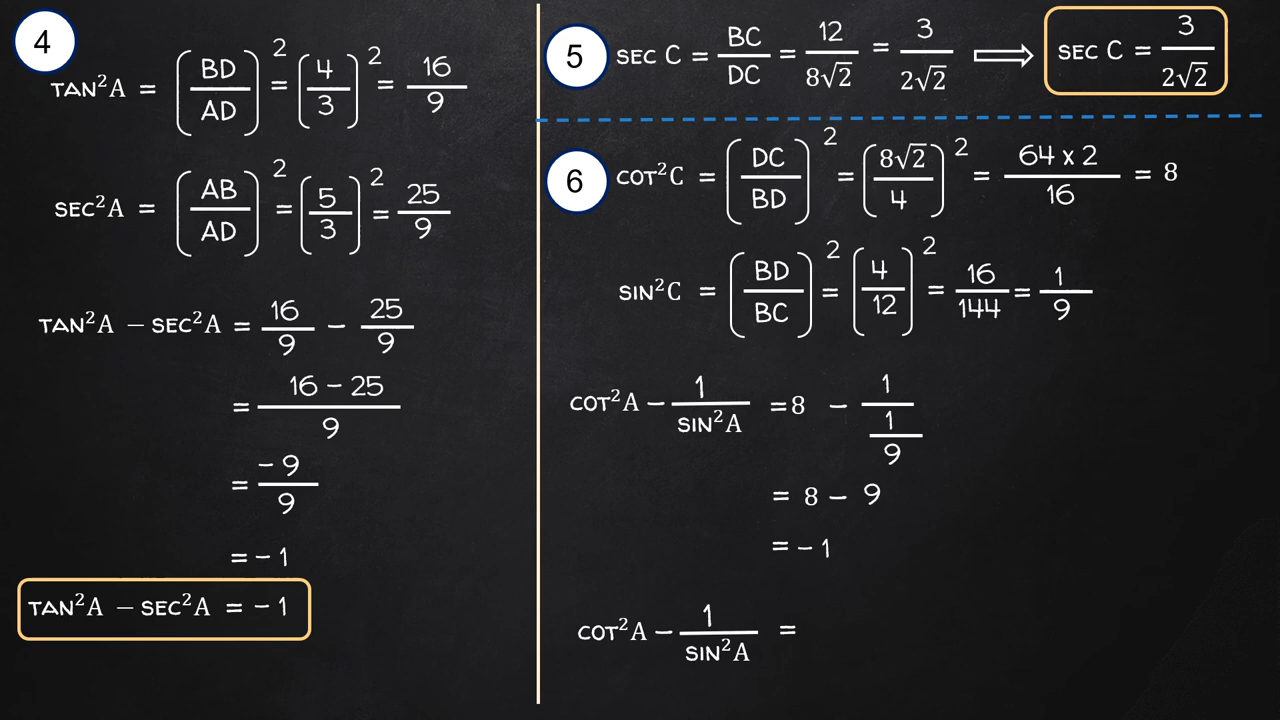 4
TAN²A = (BD/AD)² = (4/3)² = 16/9
SEC²A = (AB/AD)² = (5/3)² = 25/9
TAN²A – SEC²A = 16/9 – 25/9
= 16 – 25/9
= – 9/9
= – 1
TAN²A – SEC²A = – 1
5
SEC C = BC/DC = 12/8√2 = 3/2√2 ⟹ SEC C = 3/2√2
6
COT²C = (DC/BD)² = (8√2/4)² = 64 x 2/16 = 8
SIN²C = (BD/BC)² = (4/12)² = 16/144 = 1/9
COT²A – 1/SIN²A = 8 – 1/(1/9)
= 8 – 9
= – 1
COT²A – 1/SIN²A =